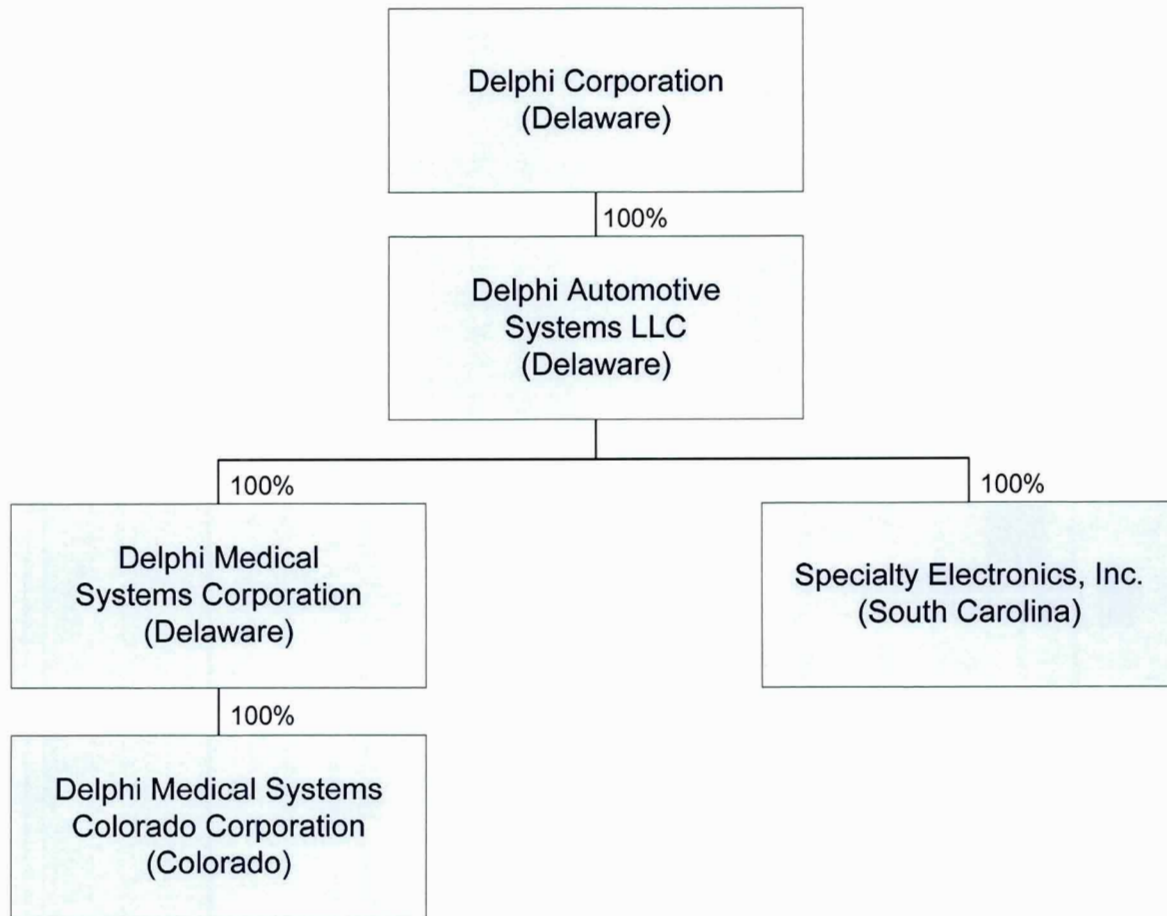 Delphi Corporation
(Delaware)
100%
Delphi Automotive
Systems LLC
(Delaware)
100%
100%
Delphi Medical
Systems Corporation
(Delaware)
Specialty Electronics, Inc.
(South Carolina)
100%
Delphi Medical Systems
Colorado Corporation
(Colorado)